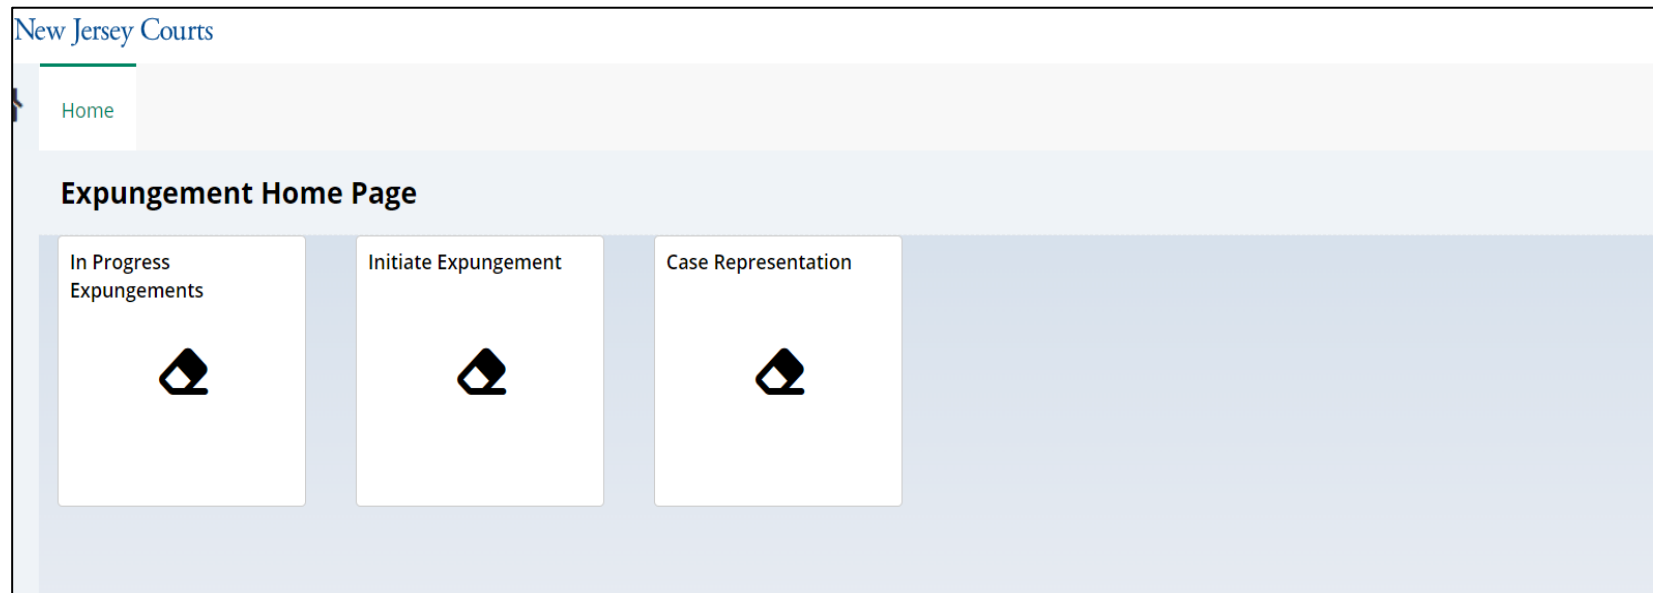 New Jersey Courts
Home
Expungement Home Page
In Progress
Expungements
Initiate Expungement
Case Representation